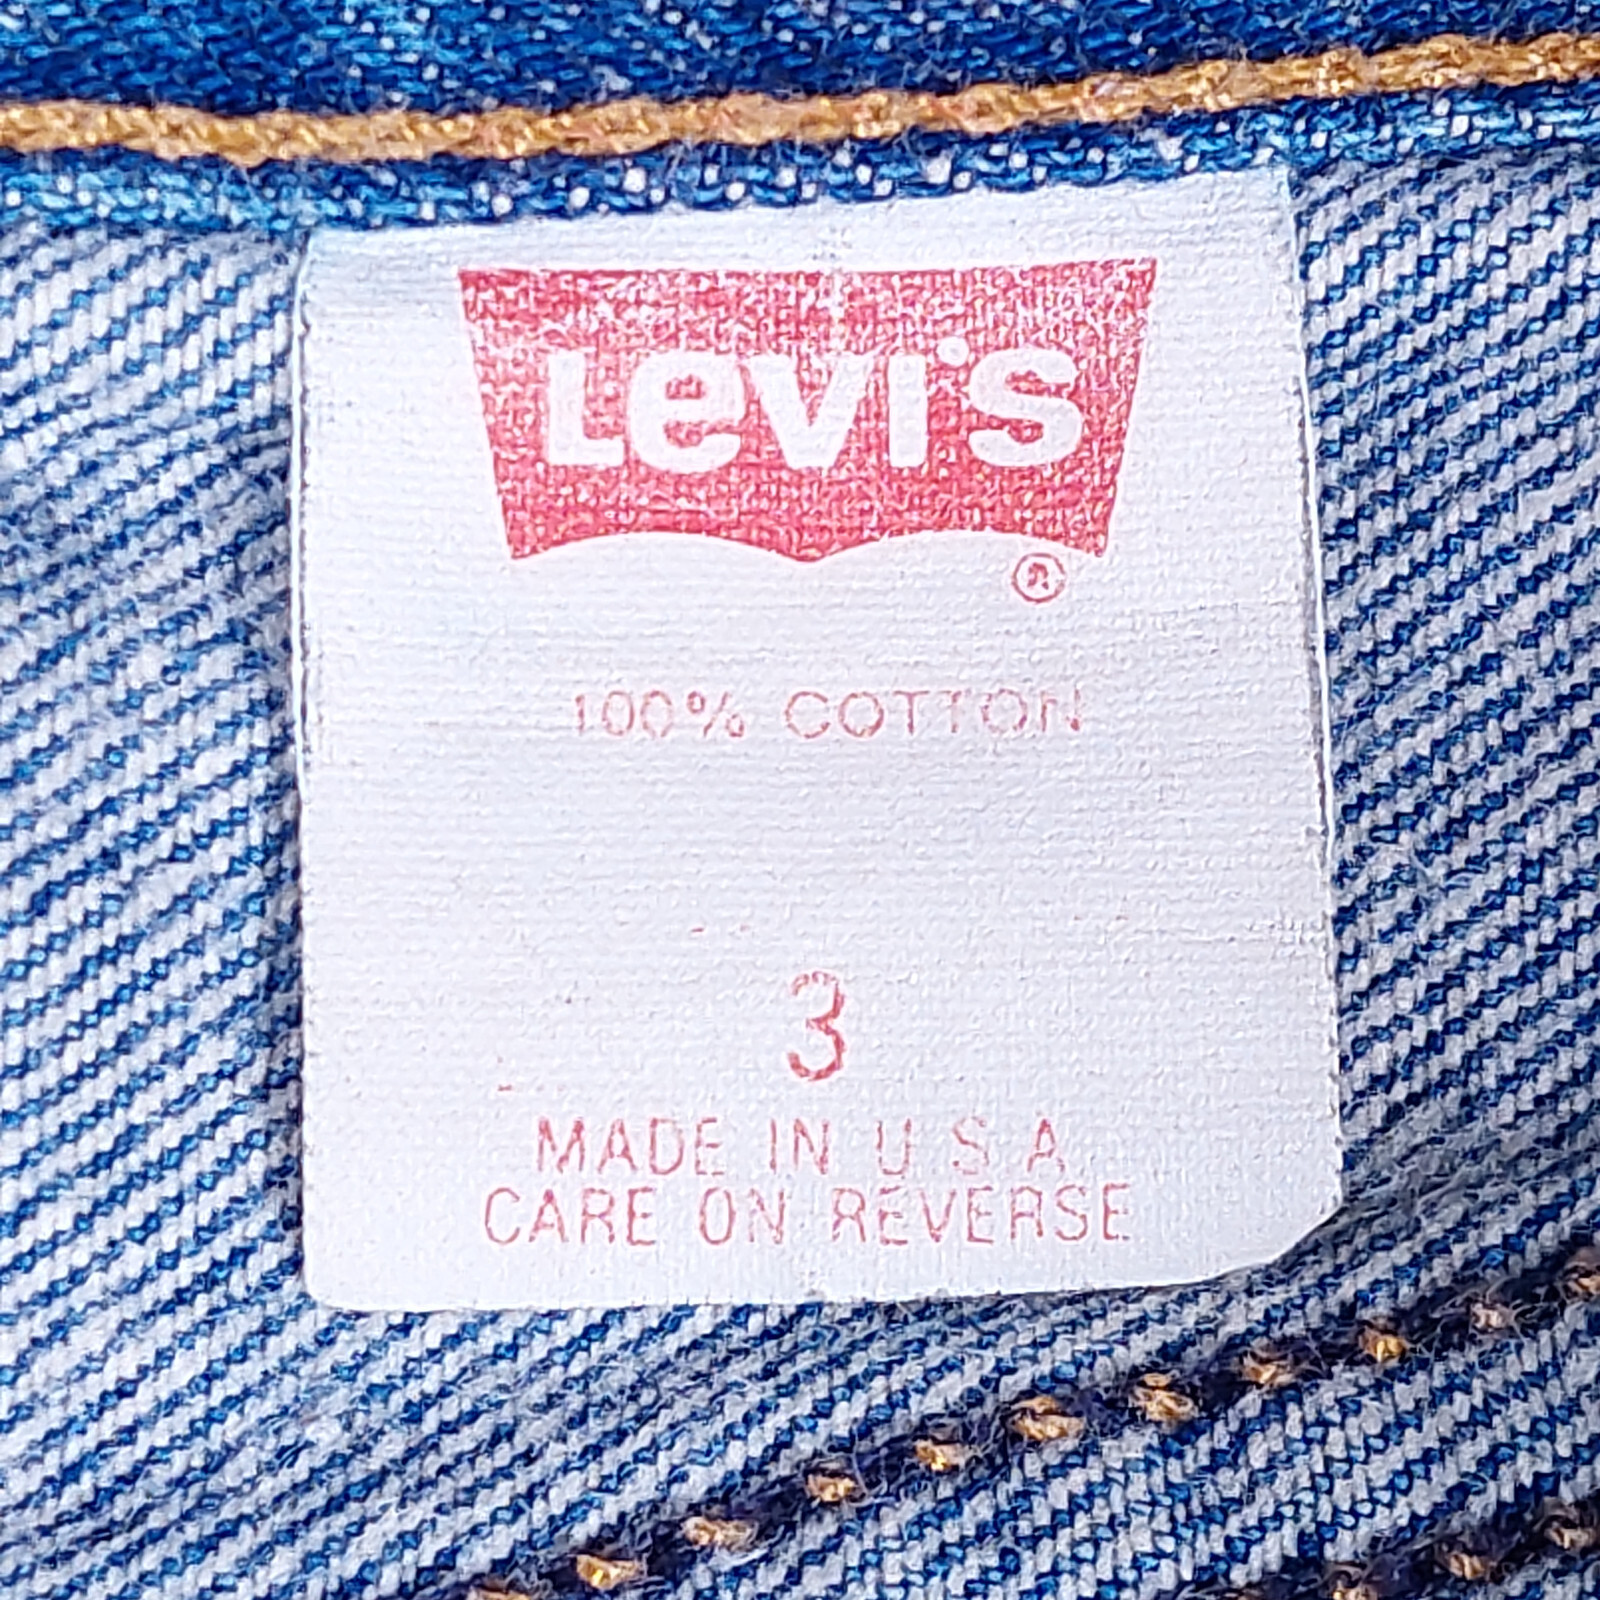 Levi's
®
100% COTTON
3
MADE IN U S A
CARE ON REVERSE